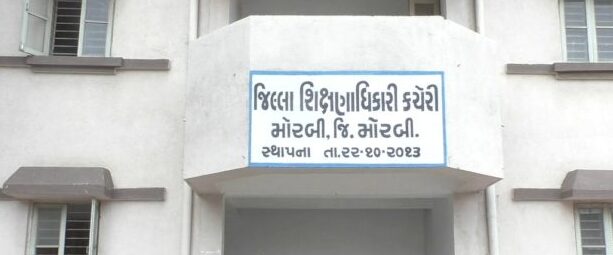 જિલ્લા શિક્ષણાધિકારી કચેરી
મોરબી, જિ. મોરબી.
સ્થાપના તા.૨૨-૧૦-૨૦૧૩